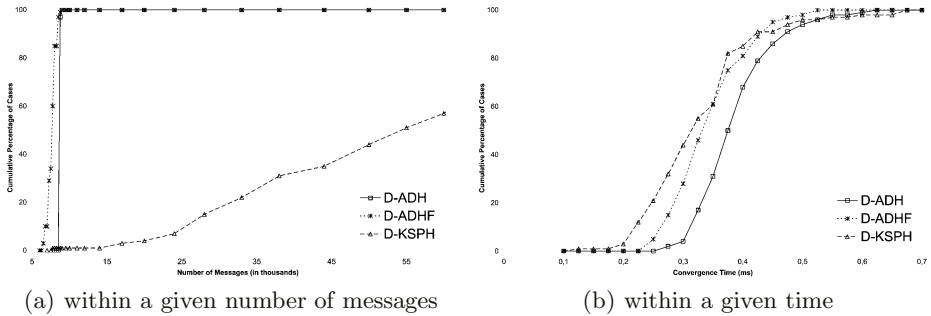 Cumulative Percentage of Cases
100
80
60
40
20
0
5
15
25
35
45
55
Number of Messages (in thousands)
D-ADH
D-ADHF
D-KSPH
(a) within a given number of messages
Cumulative Percentage of Cases
100
80
60
40
20
0
0
0,1
0,2
0,3
0,4
0,5
0,6
0,7
Convergence Time (ms)
D-ADH
D-ADHF
D-KSPH
(b) within a given time